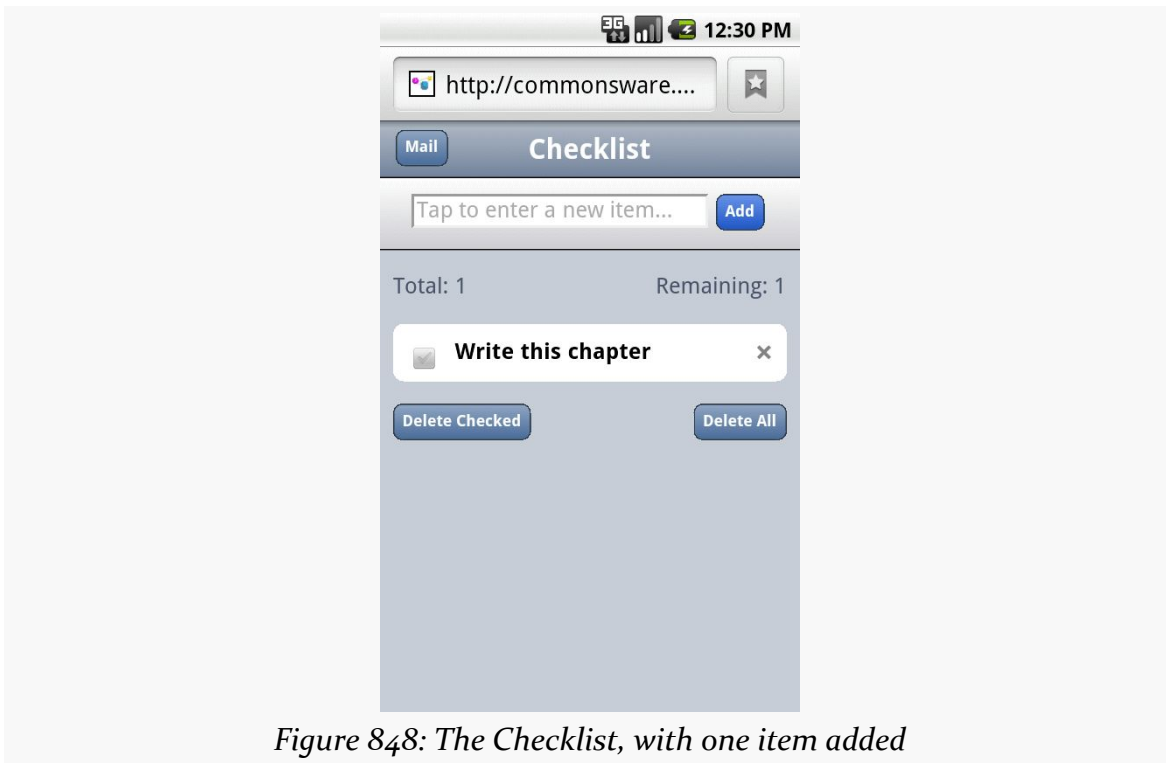 3G 12:30 PM
http://commonsware....
Mail Checklist
Tap to enter a new item... Add
Total: 1 Remaining: 1
Write this chapter ×
Delete Checked Delete All
Figure 848: The Checklist, with one item added